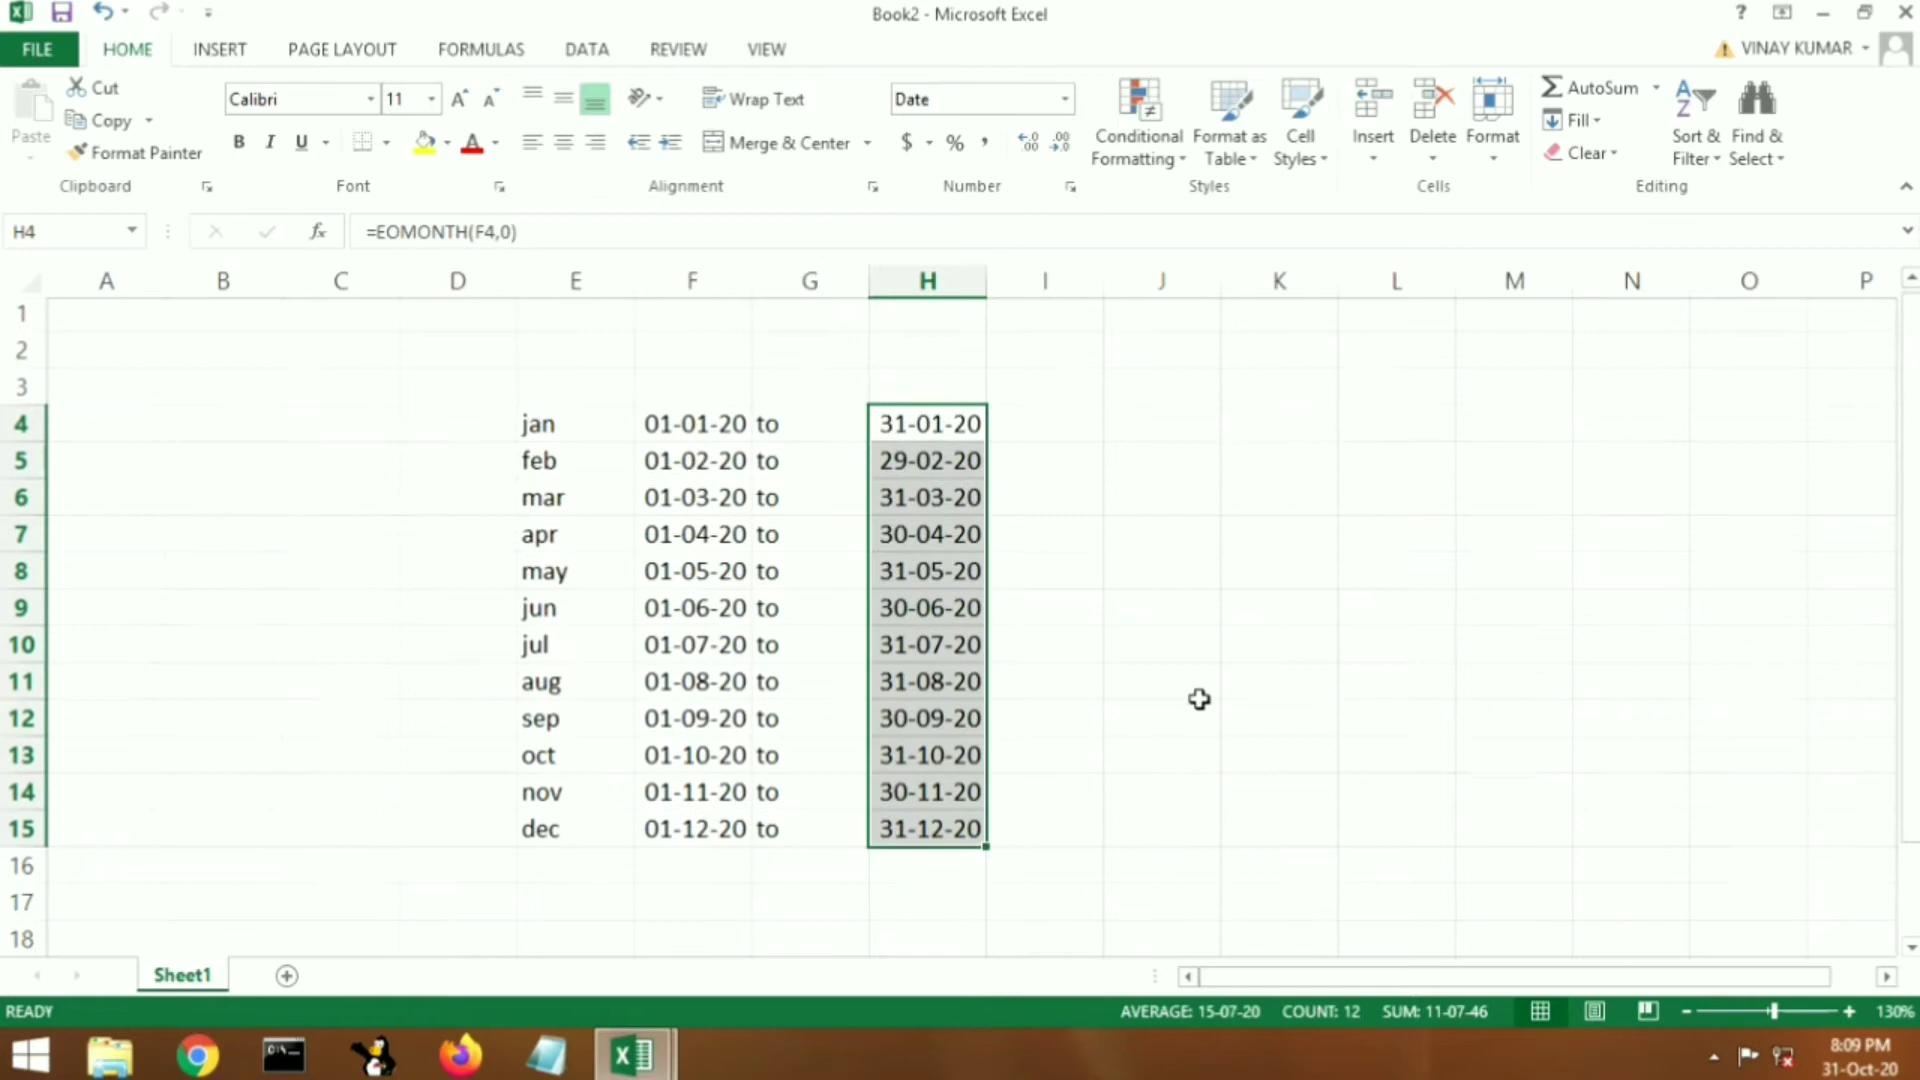 Book2 - Microsoft Excel
?
FILE HOME INSERT PAGE LAYOUT FORMULAS DATA REVIEW VIEW
VINAY KUMAR
Paste
Cut
Copy
Format Painter
Clipboard
Calibri 11
B I U
Font
Wrap Text
Merge & Center
Alignment
Date
$ % ,
Number
Conditional Formatting
Format as Table
Cell Styles
Styles
Insert Delete Format
Cells
AutoSum
Fill
Clear
Sort & Filter
Find & Select
Editing
H4 fx =EOMONTH(F4,0)
A B C D E F G H I J K L M N O P
1
2
3
4 jan 01-01-20 to 31-01-20
5 feb 01-02-20 to 29-02-20
6 mar 01-03-20 to 31-03-20
7 apr 01-04-20 to 30-04-20
8 may 01-05-20 to 31-05-20
9 jun 01-06-20 to 30-06-20
10 jul 01-07-20 to 31-07-20
11 aug 01-08-20 to 31-08-20
12 sep 01-09-20 to 30-09-20
13 oct 01-10-20 to 31-10-20
14 nov 01-11-20 to 30-11-20
15 dec 01-12-20 to 31-12-20
16
17
18
Sheet1
READY AVERAGE: 15-07-20 COUNT: 12 SUM: 11-07-46 130%
8:09 PM
31-Oct-20